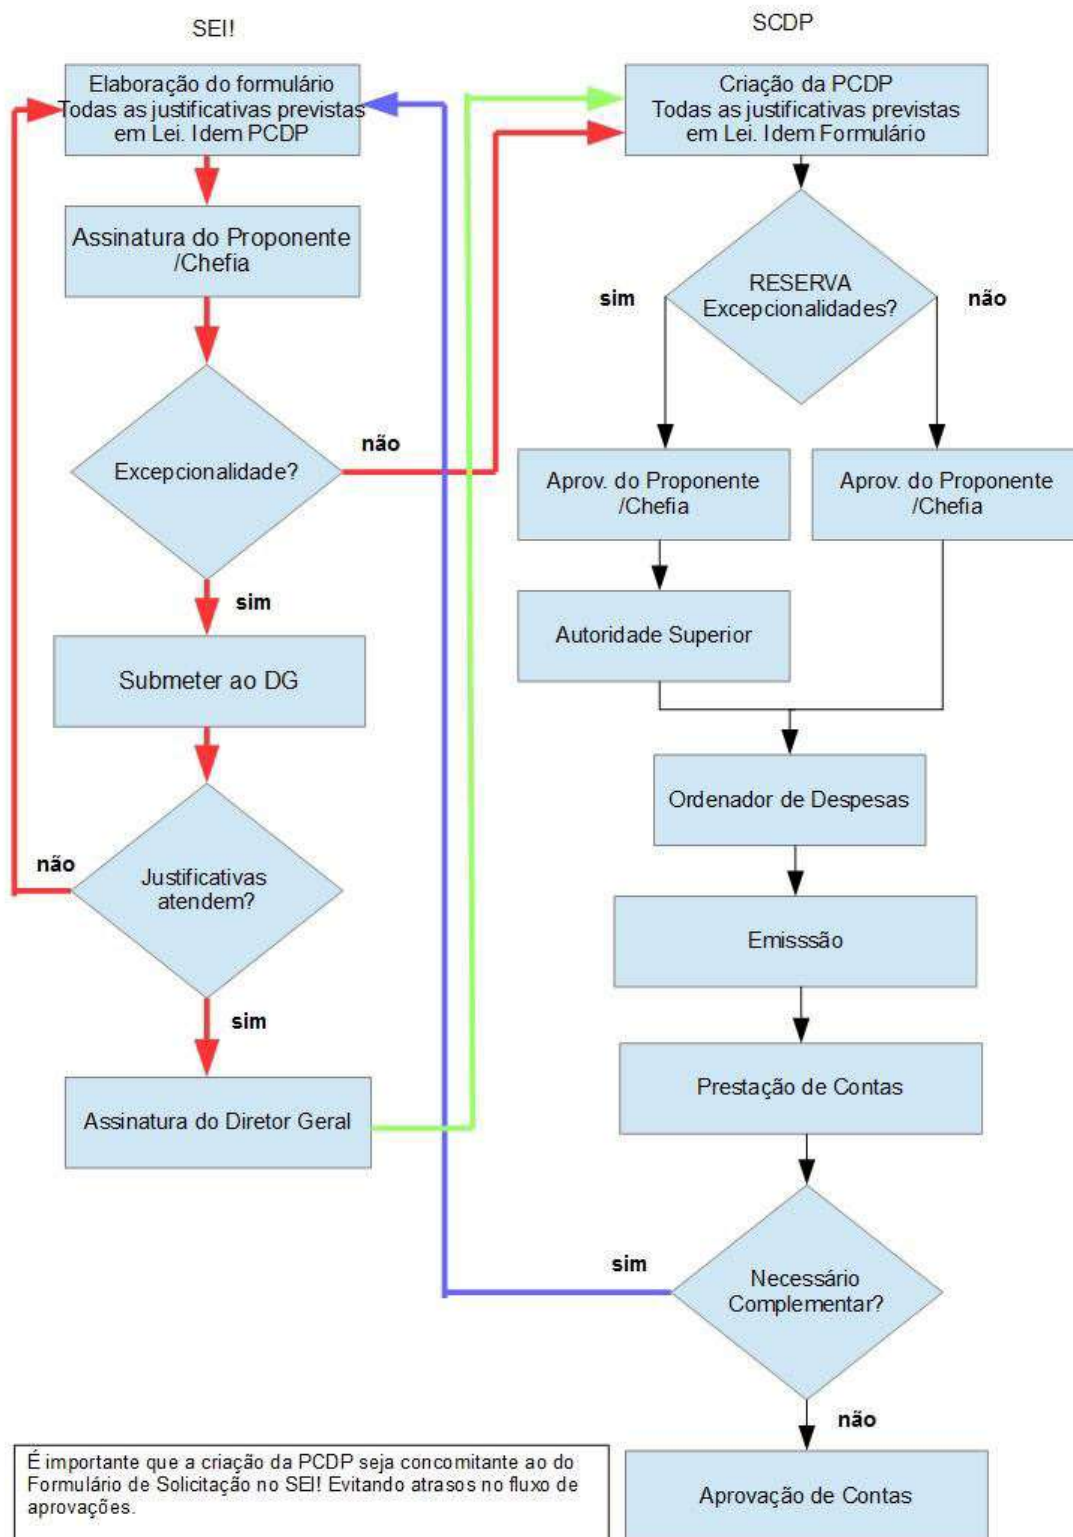 SEI!
Elaboração do formulário
Todas as justificativas previstas
em Lei. Idem PCDP
Assinatura do Proponente
/Chefia
Excepcionalidade?
não
sim
Submeter ao DG
Justificativas
atendem?
não
sim
Assinatura do Diretor Geral
SCDP
Criação da PCDP
Todas as justificativas previstas
em Lei. Idem Formulário
RESERVA
Excepcionalidades?
sim
não
Aprov. do Proponente
/Chefia
Aprov. do Proponente
/Chefia
Autoridade Superior
Ordenador de Despesas
Emisssão
Prestação de Contas
Necessário
Complementar?
sim
não
Aprovação de Contas
É importante que a criação da PCDP seja concomitante ao do
Formulário de Solicitação no SEI! Evitando atrasos no fluxo de
aprovações.